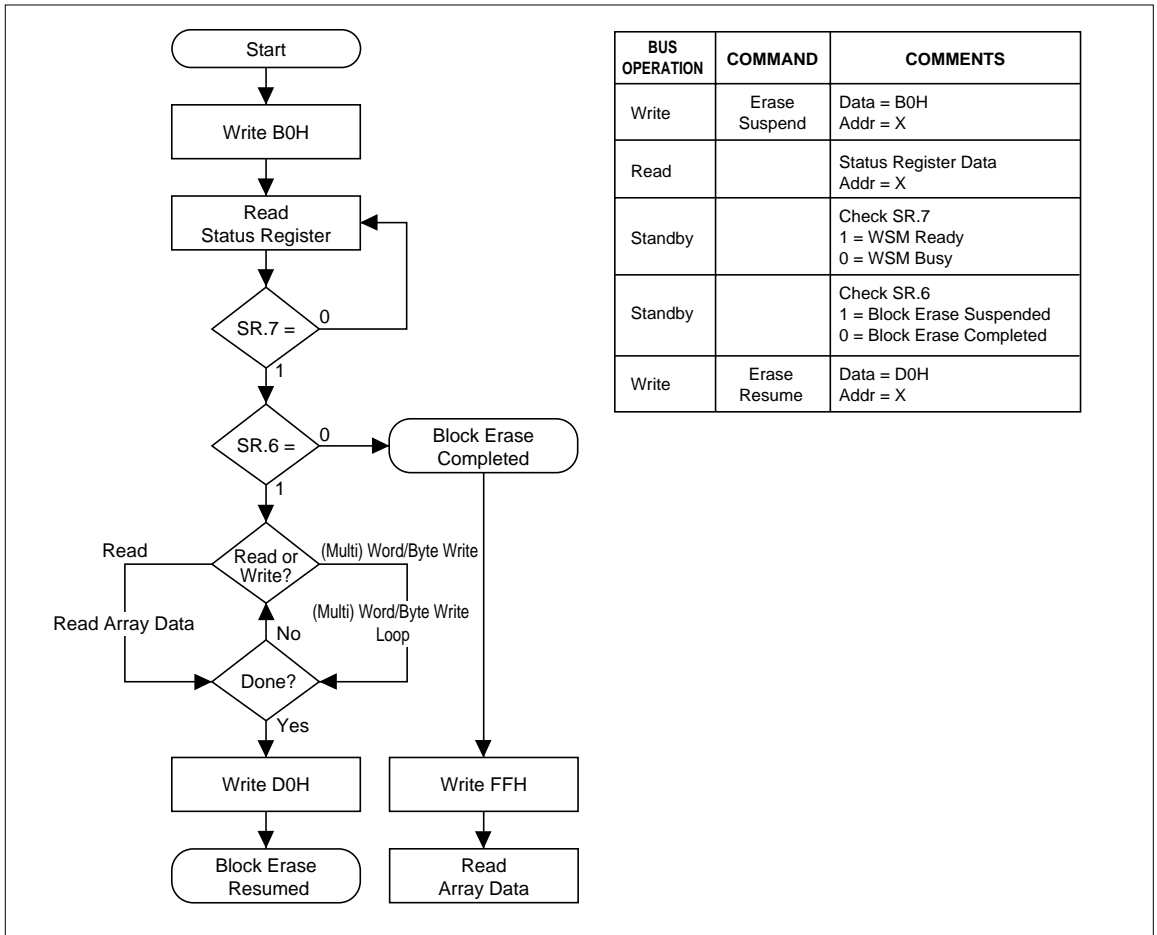 Start
Write B0H
Read
Status Register
SR.7 =
0
1
SR.6 =
0
1
Block Erase
Completed
Read or
Write?
Read
(Multi) Word/Byte Write
Read Array Data
(Multi) Word/Byte Write
Loop
No
Done?
Yes
Write D0H
Write FFH
Block Erase
Resumed
Read
Array Data
BUS
OPERATION
COMMAND
COMMENTS
Write
Erase
Suspend
Data = B0H
Addr = X
Read
Status Register Data
Addr = X
Standby
Check SR.7
1 = WSM Ready
0 = WSM Busy
Standby
Check SR.6
1 = Block Erase Suspended
0 = Block Erase Completed
Write
Erase
Resume
Data = D0H
Addr = X